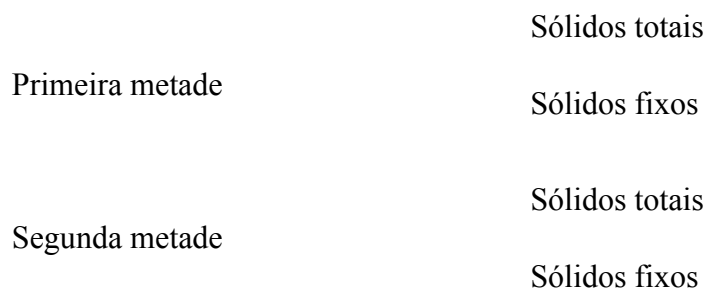 Sólidos totais
Primeira metade
Sólidos fixos
Sólidos totais
Segunda metade
Sólidos fixos